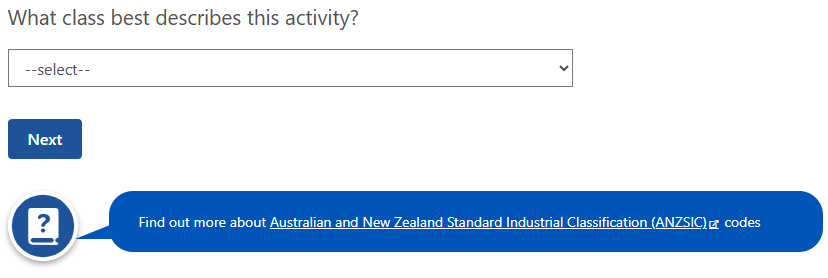 What class best describes this activity?
--select--
Next
?
Find out more about Australian and New Zealand Standard Industrial Classification (ANZSIC) codes